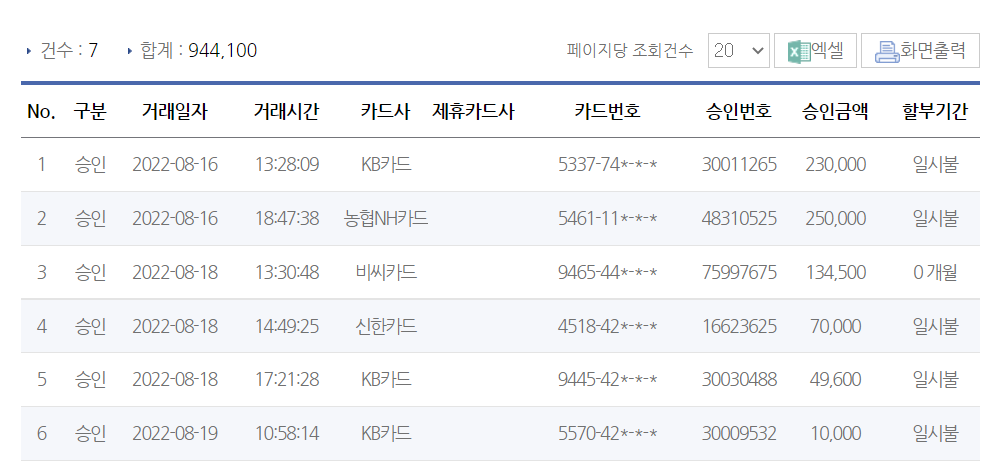 건수 : 7 합계 : 944,100 페이지당 조회건수 20 엑셀 화면출력
No. 구분 거래일자 거래시간 카드사 제휴카드사 카드번호 승인번호 승인금액 할부기간
1 승인 2022-08-16 13:28:09 KB카드 5337-74*-*-* 30011265 230,000 일시불
2 승인 2022-08-16 18:47:38 농협NH카드 5461-11*-*-* 48310525 250,000 일시불
3 승인 2022-08-18 13:30:48 비씨카드 9465-44*-*-* 75997675 134,500 0 개월
4 승인 2022-08-18 14:49:25 신한카드 4518-42*-*-* 16623625 70,000 일시불
5 승인 2022-08-18 17:21:28 KB카드 9445-42*-*-* 30030488 49,600 일시불
6 승인 2022-08-19 10:58:14 KB카드 5570-42*-*-* 30009532 10,000 일시불